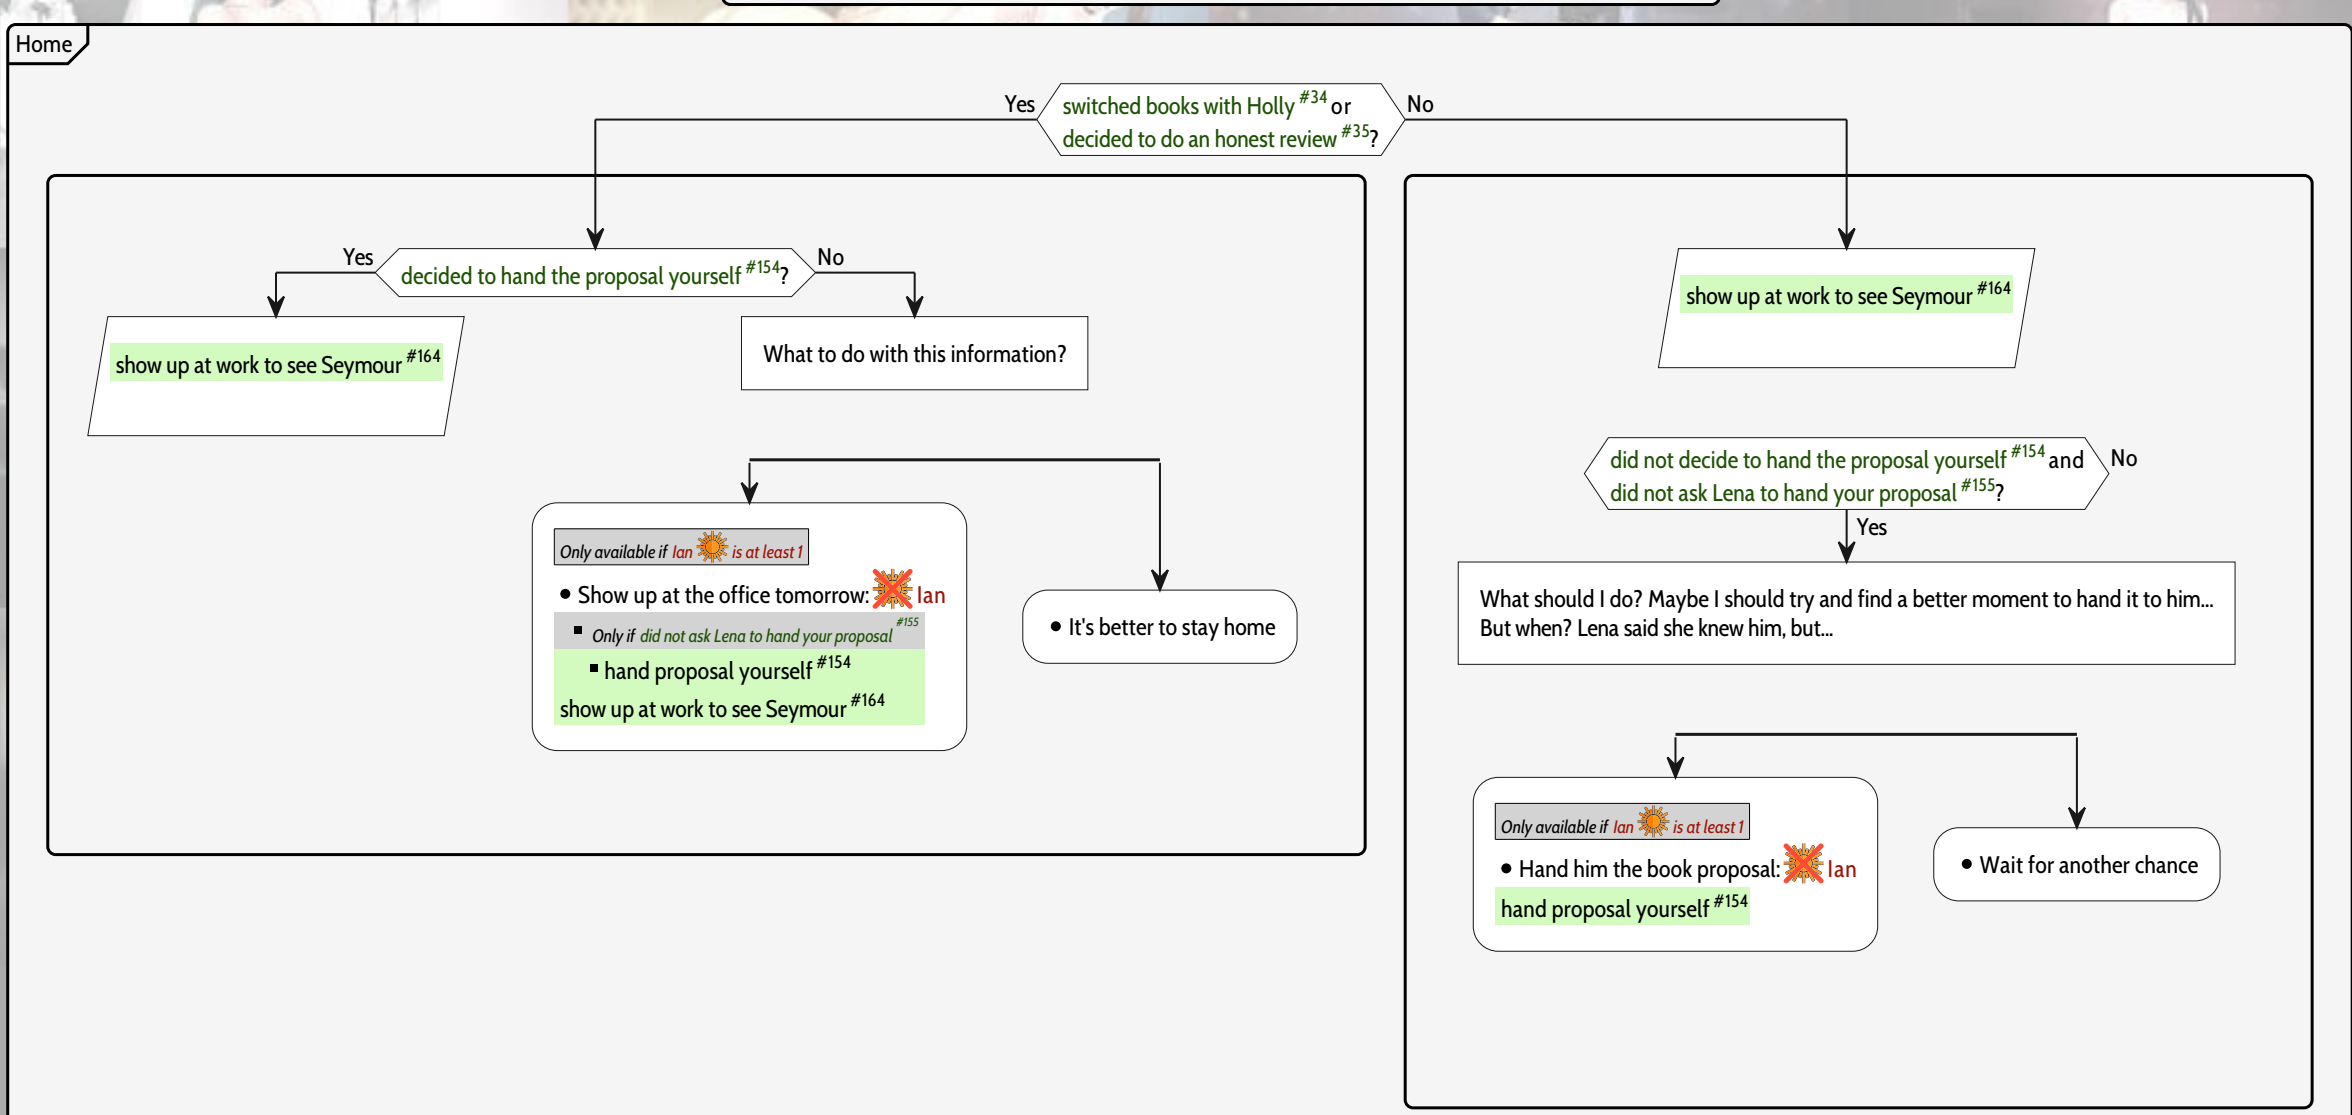 Home
Yes
switched books with Holly #34 or
decided to do an honest review #35?
No
Yes
decided to hand the proposal yourself #154?
No
show up at work to see Seymour #164
What to do with this information?
Only available if Ian is at least 1
• Show up at the office tomorrow: Ian
▪ Only if did not ask Lena to hand your proposal #155
▪ hand proposal yourself #154
show up at work to see Seymour #164
• It's better to stay home
show up at work to see Seymour #164
did not decide to hand the proposal yourself #154 and
did not ask Lena to hand your proposal #155?
No
Yes
What should I do? Maybe I should try and find a better moment to hand it to him...
But when? Lena said she knew him, but...
Only available if Ian is at least 1
• Hand him the book proposal: Ian
hand proposal yourself #154
• Wait for another chance